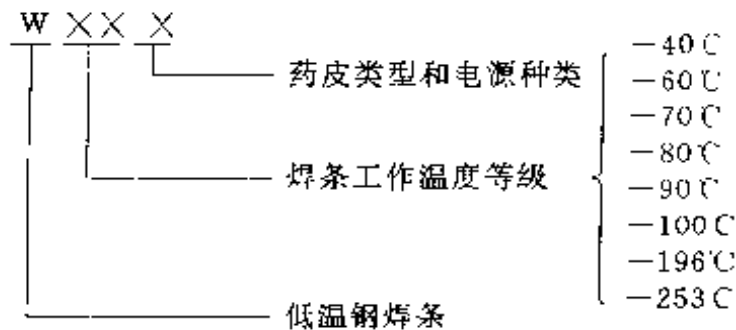 W ×× ×
药皮类型和电源种类
焊条工作温度等级
低温钢焊条
－40℃
－60℃
－70℃
－80℃
－90℃
－100℃
－196℃
－253℃